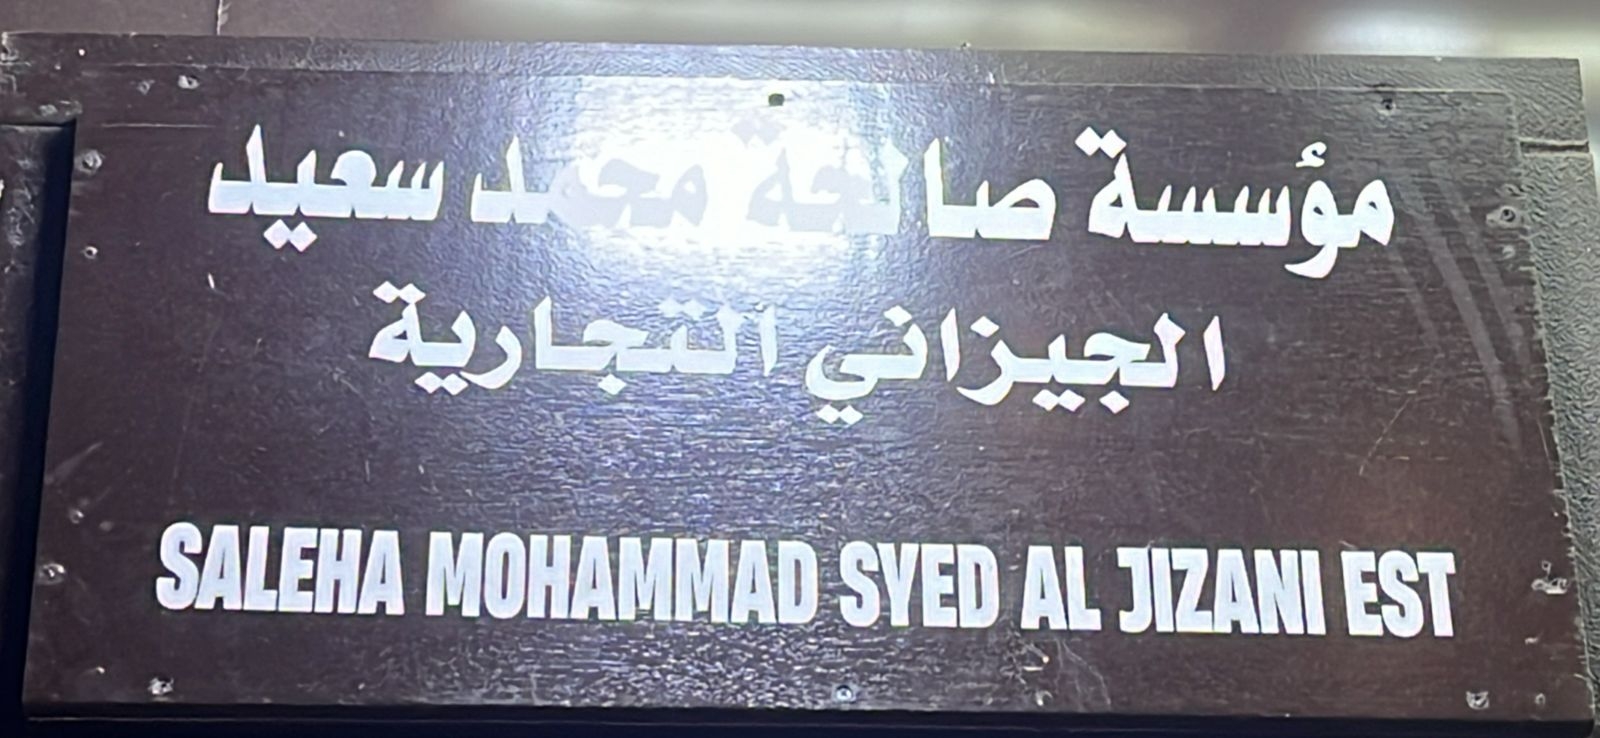 مؤسسة صالحة محمد سعيد
الجيزاني التجارية
SALEHA MOHAMMAD SYED AL JIZANI EST